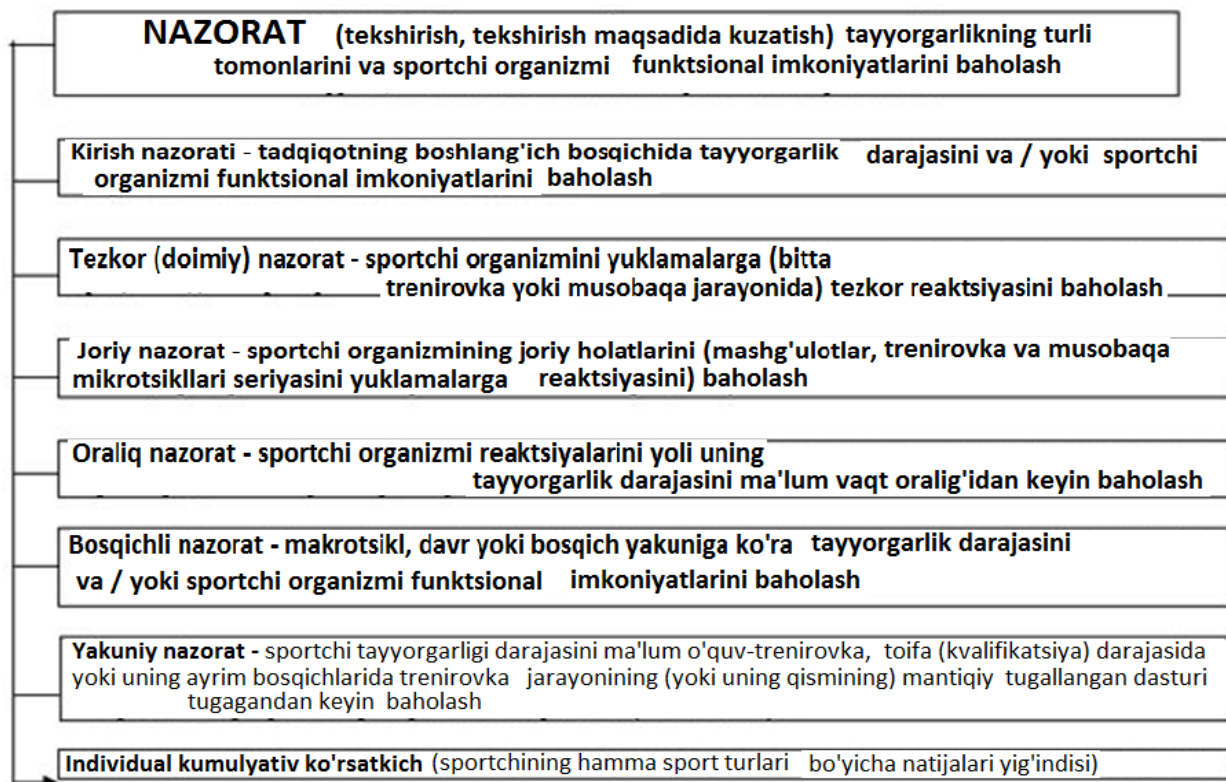 NAZORAT (tekshirish, tekshirish maqsadida kuzatish) tayyorgarlikning turli
tomonlarini va sportchi organizmi funktsional imkoniyatlarini baholash
Kirish nazorati - tadqiqotning boshlang'ich bosqichida tayyorgarlik darajasini va / yoki sportchi
organizmi funktsional imkoniyatlarini baholash
Tezkor (doimiy) nazorat - sportchi organizmini yuklamalarga (bitta
trenirovka yoki musobaqa jarayonida) tezkor reaktsiyasini baholash
Joriy nazorat - sportchi organizmining joriy holatlarini (mashg'ulotlar, trenirovka va musobaqa
mikrotsikllari seriyasini yuklamalarga reaktsiyasini) baholash
Oraliq nazorat - sportchi organizmi reaktsiyalarini yoli uning
tayyorgarlik darajasini ma'lum vaqt oralig'idan keyin baholash
Bosqichli nazorat - makrotsikl, davr yoki bosqich yakuniga ko'ra tayyorgarlik darajasini
va / yoki sportchi organizmi funktsional imkoniyatlarini baholash
Yakuniy nazorat - sportchi tayyorgarligi darajasini ma'lum o'quv-trenirovka, toifa (kvalifikatsiya) darajasida
yoki uning ayrim bosqichlarida trenirovka jarayonining (yoki uning qismining) mantiqiy tugallangan dasturi
tugagandan keyin baholash
Individual kumulyativ ko'rsatkich (sportchining hamma sport turlari bo'yicha natijalari yig'indisi)